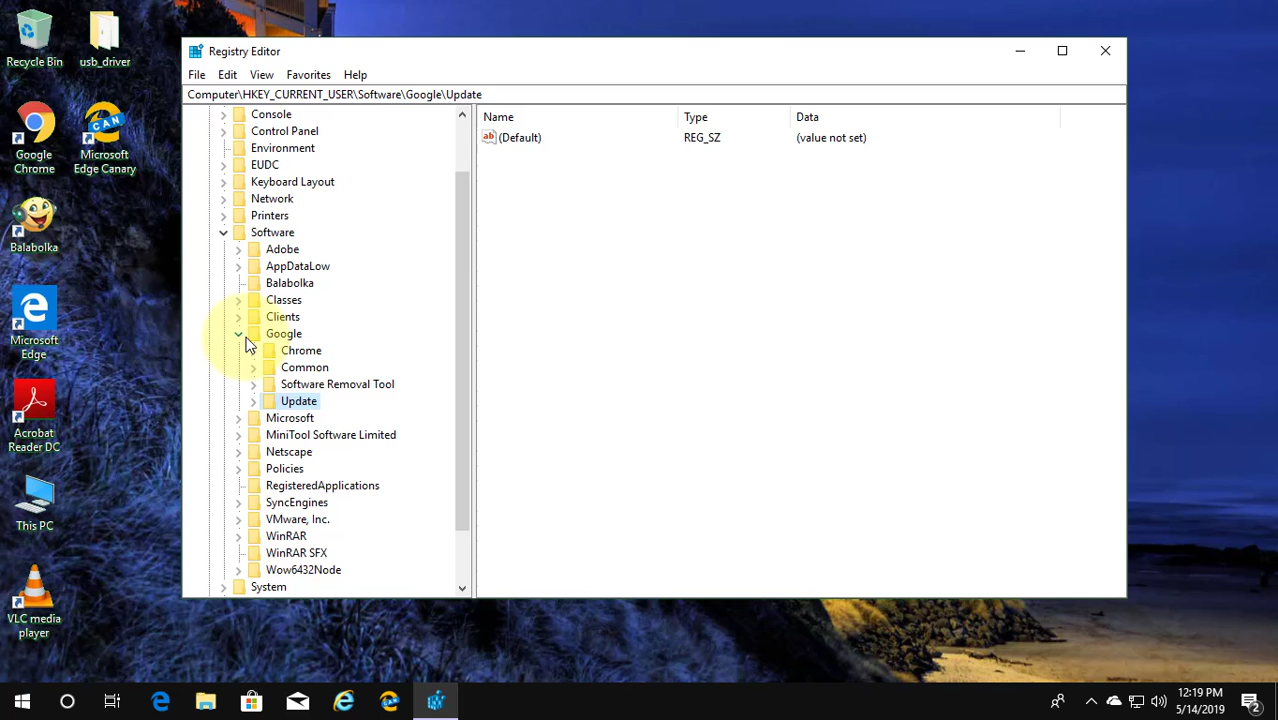 Recycle Bin
usb_driver
Google
Chrome
Microsoft
Edge Canary
CAN
Balabolka
Microsoft
Edge
Acrobat
Reader DC
This PC
VLC media
player
Registry Editor
File Edit View Favorites Help
Computer\HKEY_CURRENT_USER\Software\Google\Update
Console
Control Panel
Environment
EUDC
Keyboard Layout
Network
Printers
Software
Adobe
AppDataLow
Balabolka
Classes
Clients
Google
Chrome
Common
Software Removal Tool
Update
Microsoft
MiniTool Software Limited
Netscape
Policies
RegisteredApplications
SyncEngines
VMware, Inc.
WinRAR
WinRAR SFX
Wow6432Node
System
Name Type Data
ab (Default) REG_SZ (value not set)
CAN
12:19 PM
5/14/2019
2